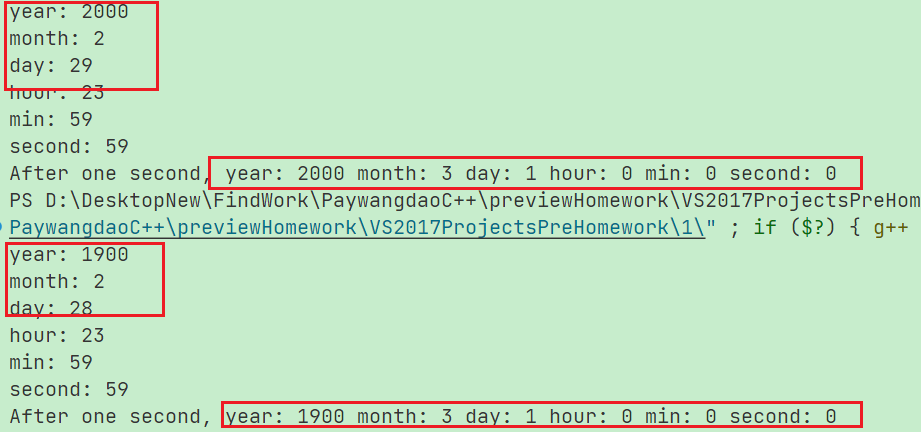 year: 2000
month: 2
day: 29
hour: 23
min: 59
second: 59
After one second, year: 2000 month: 3 day: 1 hour: 0 min: 0 second: 0
PS D:\DesktopNew\FindWork\PaywangdaoC++\previewHomework\VS2017ProjectsPreHom
PaywangdaoC++\previewHomework\VS2017ProjectsPreHomework\1\" ; if ($?) { g++
year: 1900
month: 2
day: 28
hour: 23
min: 59
second: 59
After one second, year: 1900 month: 3 day: 1 hour: 0 min: 0 second: 0